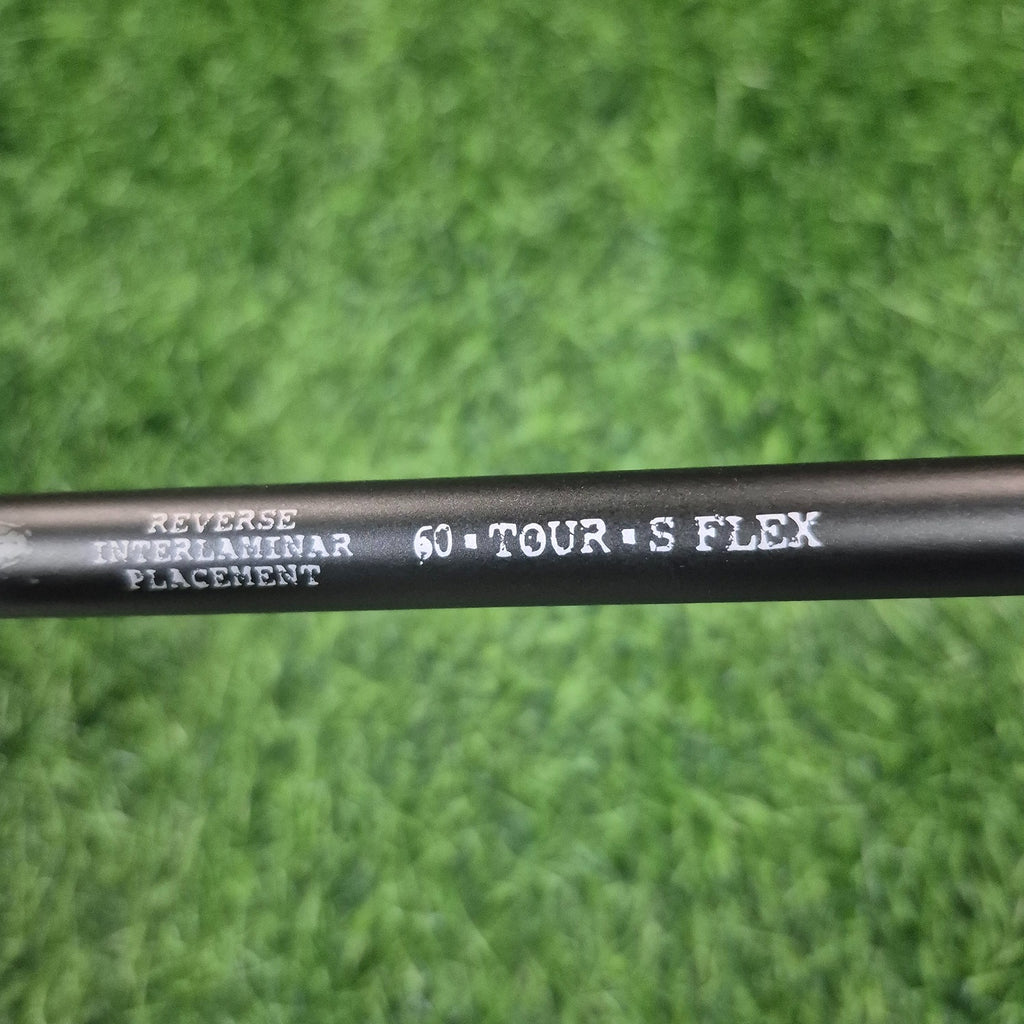 REVERSE
INTERLAMINAR
PLACEMENT
60 ▪ TOUR ▪ S FLEX